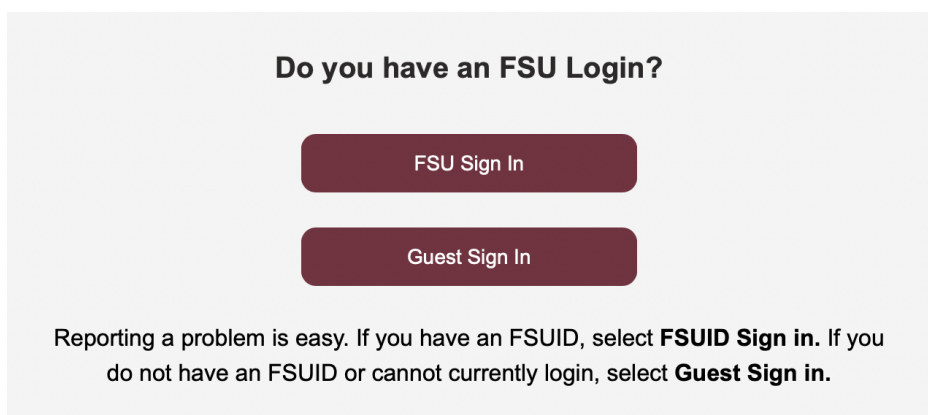 Do you have an FSU Login?
FSU Sign In
Guest Sign In
Reporting a problem is easy. If you have an FSUID, select FSUID Sign in. If you
do not have an FSUID or cannot currently login, select Guest Sign in.